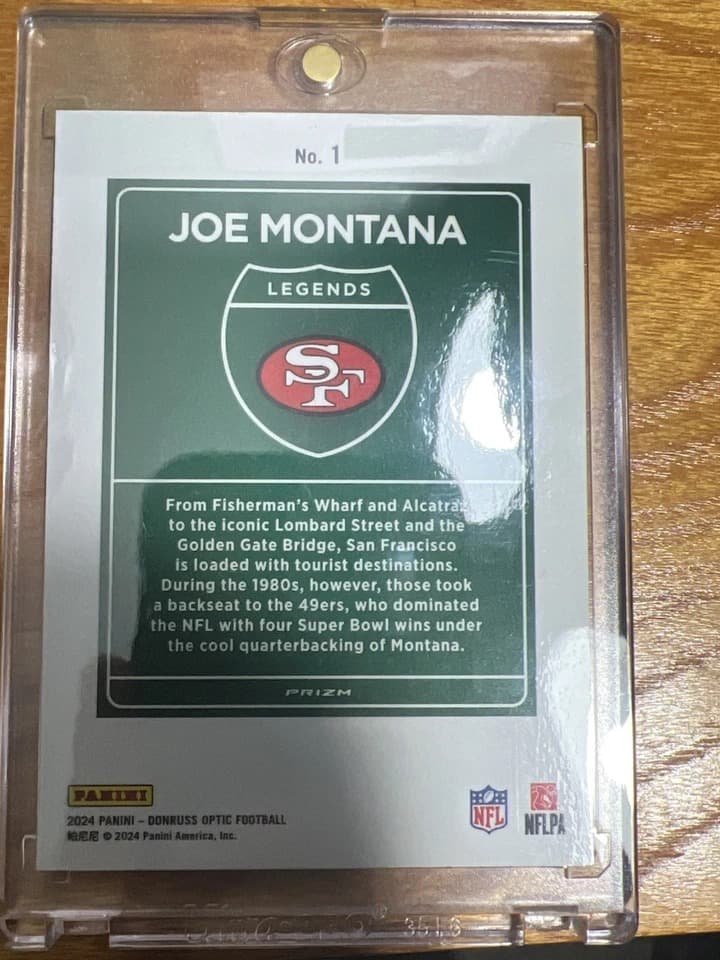 No. 1
JOE MONTANA
LEGENDS
SF
From Fisherman's Wharf and Alcatraz
to the iconic Lombard Street and the
Golden Gate Bridge, San Francisco
is loaded with tourist destinations.
During the 1980s, however, those took
a backseat to the 49ers, who dominated
the NFL with four Super Bowl wins under
the cool quarterbacking of Montana.
PRIZM
PANINI
2024 PANINI – DONRUSS OPTIC FOOTBALL
帕尼尼 © 2024 Panini America, Inc.
NFL
NFLPA